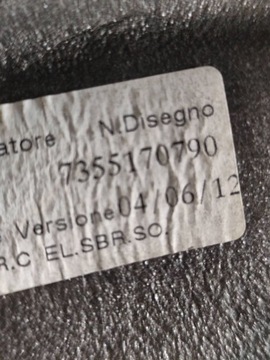 atore N.Disegno
7355170790
Versione 04/06/12
R.C EL.SBR.SO.